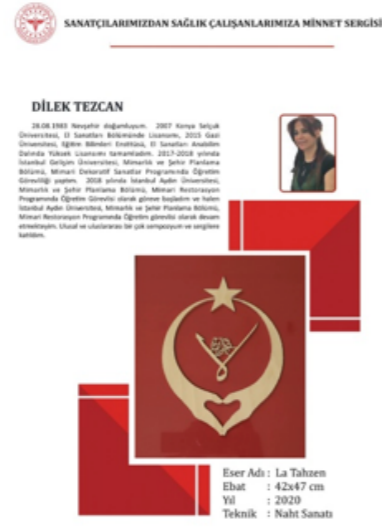 SANATÇILARIMIZDAN SAĞLIK ÇALIŞANLARIMIZA MİNNET SERGİSİ
DİLEK TEZCAN
28.08.1983 Nevşehir doğumluyum. 2007 Konya Selçuk
Üniversitesi, El Sanatları Bölümünde Lisansımı, 2015 Gazi
Üniversitesi, Eğitim Bilimleri Enstitüsü, El Sanatları Anabilim
Dalında Yüksek Lisansımı tamamladım. 2017-2018 yılında
İstanbul Gelişim Üniversitesi, Mimarlık ve Şehir Planlama
Bölümü, Mimari Dekoratif Sanatlar Programında Öğretim
Görevliliği yaptım. 2018 yılında İstanbul Aydın Üniversitesi,
Mimarlık ve Şehir Planlama Bölümü, Mimari Restorasyon
Programında Öğretim Görevlisi olarak göreve başladım ve halen
İstanbul Aydın Üniversitesi, Mimarlık ve Şehir Planlama Bölümü,
Mimari Restorasyon Programında Öğretim görevlisi olarak devam
etmekteyim. Ulusal ve uluslararası bir çok sempozyum ve sergilere
katıldım.
Eser Adı : La Tahzen
Ebat : 42x47 cm
Yıl : 2020
Teknik : Naht Sanatı